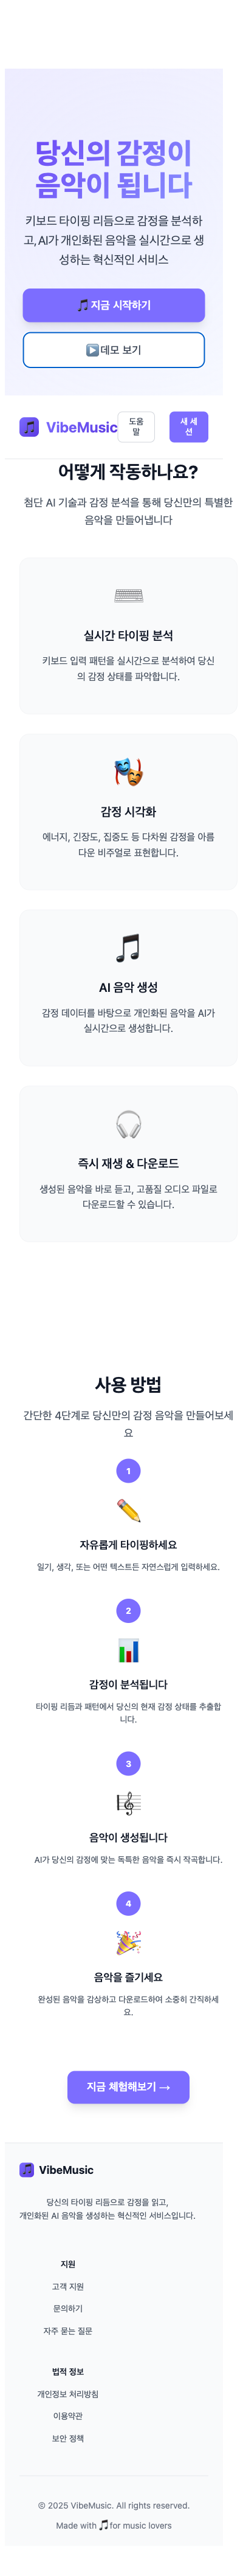 당신의 감정이
음악이 됩니다
키보드 타이핑 리듬으로 감정을 분석하
고, AI가 개인화된 음악을 실시간으로 생
성하는 혁신적인 서비스
🎵 지금 시작하기
▶️ 데모 보기
VibeMusic
도움
말
새 세
션
어떻게 작동하나요?
첨단 AI 기술과 감정 분석을 통해 당신만의 특별한
음악을 만들어냅니다
실시간 타이핑 분석
키보드 입력 패턴을 실시간으로 분석하여 당신
의 감정 상태를 파악합니다.
감정 시각화
에너지, 긴장도, 집중도 등 다차원 감정을 아름
다운 비주얼로 표현합니다.
AI 음악 생성
감정 데이터를 바탕으로 개인화된 음악을 AI가
실시간으로 생성합니다.
즉시 재생 & 다운로드
생성된 음악을 바로 듣고, 고품질 오디오 파일로
다운로드할 수 있습니다.
사용 방법
간단한 4단계로 당신만의 감정 음악을 만들어보세
요
1
자유롭게 타이핑하세요
일기, 생각, 또는 어떤 텍스트든 자연스럽게 입력하세요.
2
감정이 분석됩니다
타이핑 리듬과 패턴에서 당신의 현재 감정 상태를 추출합
니다.
3
음악이 생성됩니다
AI가 당신의 감정에 맞는 독특한 음악을 즉시 작곡합니다.
4
음악을 즐기세요
완성된 음악을 감상하고 다운로드하여 소중히 간직하세
요.
지금 체험해보기 →
VibeMusic
당신의 타이핑 리듬으로 감정을 읽고,
개인화된 AI 음악을 생성하는 혁신적인 서비스입니다.
지원
고객 지원
문의하기
자주 묻는 질문
법적 정보
개인정보 처리방침
이용약관
보안 정책
© 2025 VibeMusic. All rights reserved.
Made with 🎵 for music lovers